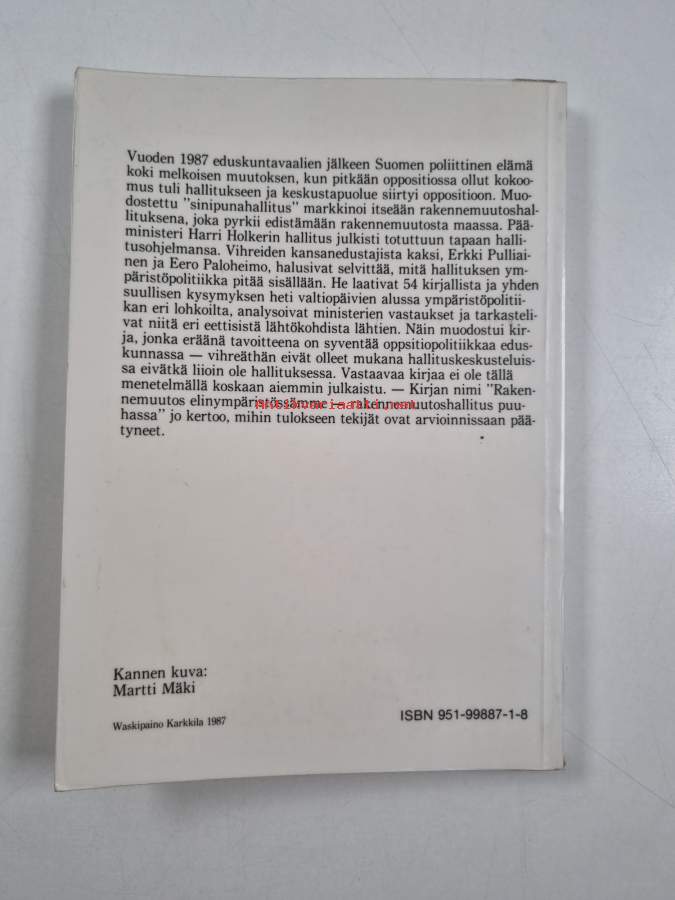 Vuoden 1987 eduskuntavaalien jälkeen Suomen poliittinen elämä
koki melkoisen muutoksen, kun pitkään oppositiossa ollut kokoo-
mus tuli hallitukseen ja keskustapuolue siirtyi oppositioon. Muo-
dostettu "sinipunahallitus" markkinoi itseään rakennemuutoshal-
lituksena, joka pyrkii edistämään rakennemuutosta maassa. Pää-
ministeri Harri Holkerin hallitus julkisti totuttuun tapaan halli-
tusohjelmansa. Vihreiden kansanedustajista kaksi, Erkki Pulliai-
nen ja Eero Paloheimo, halusivat selvittää, mitä hallituksen ym-
päristöpolitiikka pitää sisällään. He laativat 54 kirjallista ja yhden
suullisen kysymyksen heti valtiopäivien alussa ympäristöpolitii-
kan eri lohkoilta, analysoivat ministerien vastaukset ja tarkasteli-
vat niitä eri eettisistä lähtökohdista lähtien. Näin muodostui kir-
ja, jonka eräänä tavoitteena on syventää oppsitiopolitiikkaa edus-
kunnassa — vihreäthän eivät olleet mukana hallituskeskusteluis-
sa eivätkä liioin ole hallituksessa. Vastaavaa kirjaa ei ole tällä
menetelmällä koskaan aiemmin julkaistu. — Kirjan nimi "Raken-
nemuutos elinympäristössämme — rakennemuutoshallitus puu-
hassa" jo kertoo, mihin tulokseen tekijät ovat arvioinnissaan pää-
tyneet.
Antikvariaatti.net
Kannen kuva:
Martti Mäki
Waskipaino Karkkila 1987
ISBN 951-99887-1-8